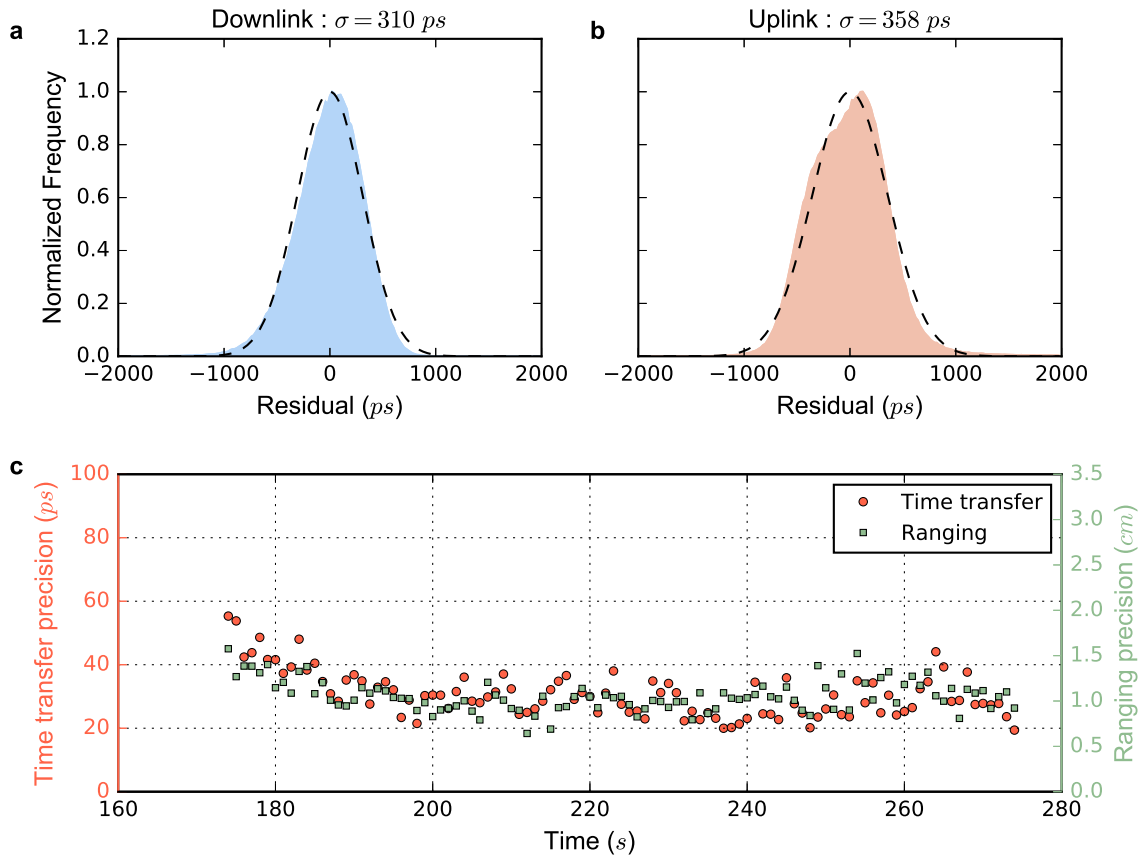 a
Downlink : σ = 310 ps
1.2
1.0
0.8
0.6
0.4
0.2
0.0
Normalized Frequency
−2000
−1000
0
1000
2000
Residual (ps)
b
Uplink : σ = 358 ps
−2000
−1000
0
1000
2000
Residual (ps)
c
100
80
60
40
20
0
Time transfer precision (ps)
Time transfer
Ranging
3.5
3.0
2.5
2.0
1.5
1.0
0.5
0.0
Ranging precision (cm)
160
180
200
220
240
260
280
Time (s)